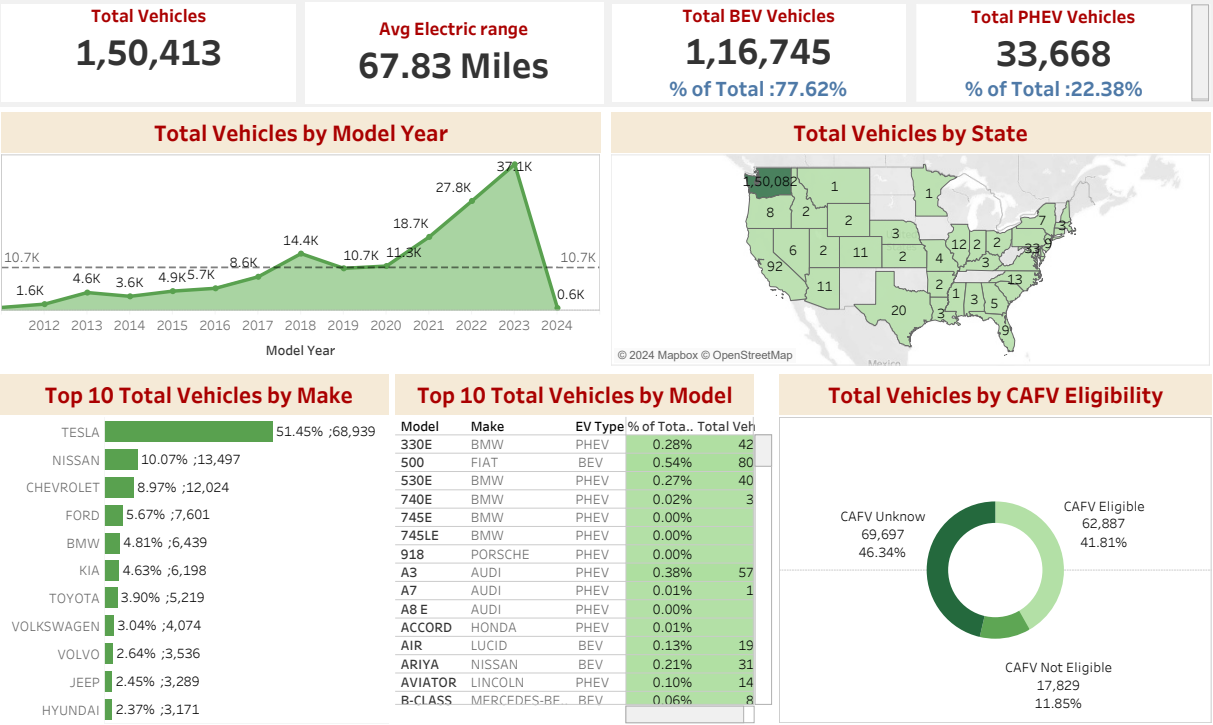 Total Vehicles
1,50,413
Avg Electric range
67.83 Miles
Total BEV Vehicles
1,16,745
% of Total :77.62%
Total PHEV Vehicles
33,668
% of Total :22.38%
Total Vehicles by Model Year
37.1K
27.8K
18.7K
14.4K
10.7K
11.3K
10.7K
10.7K
8.6K
5.7K
4.9K
3.6K
4.6K
1.6K
0.6K
2012 2013 2014 2015 2016 2017 2018 2019 2020 2021 2022 2023 2024
Model Year
Total Vehicles by State
1,50,082
1
1
8
2
2
3
7
3
9
33
12
2
2
92
6
2
11
2
4
3
13
11
2
1
3
5
20
3
9
Mexico
© 2024 Mapbox © OpenStreetMap
Top 10 Total Vehicles by Make
TESLA 51.45% ;68,939
NISSAN 10.07% ;13,497
CHEVROLET 8.97% ;12,024
FORD 5.67% ;7,601
BMW 4.81% ;6,439
KIA 4.63% ;6,198
TOYOTA 3.90% ;5,219
VOLKSWAGEN 3.04% ;4,074
VOLVO 2.64% ;3,536
JEEP 2.45% ;3,289
HYUNDAI 2.37% ;3,171
Top 10 Total Vehicles by Model
Model Make EV Type % of Tota.. Total Veh
330E BMW PHEV 0.28% 42
500 FIAT BEV 0.54% 80
530E BMW PHEV 0.27% 40
740E BMW PHEV 0.02% 3
745E BMW PHEV 0.00%
745LE BMW PHEV 0.00%
918 PORSCHE PHEV 0.00%
A3 AUDI PHEV 0.38% 57
A7 AUDI PHEV 0.01% 1
A8 E AUDI PHEV 0.00%
ACCORD HONDA PHEV 0.01%
AIR LUCID BEV 0.13% 19
ARIYA NISSAN BEV 0.21% 31
AVIATOR LINCOLN PHEV 0.10% 14
B-CLASS MERCEDES-BE.. BEV 0.06% 8
Total Vehicles by CAFV Eligibility
CAFV Unknow
69,697
46.34%
CAFV Eligible
62,887
41.81%
CAFV Not Eligible
17,829
11.85%